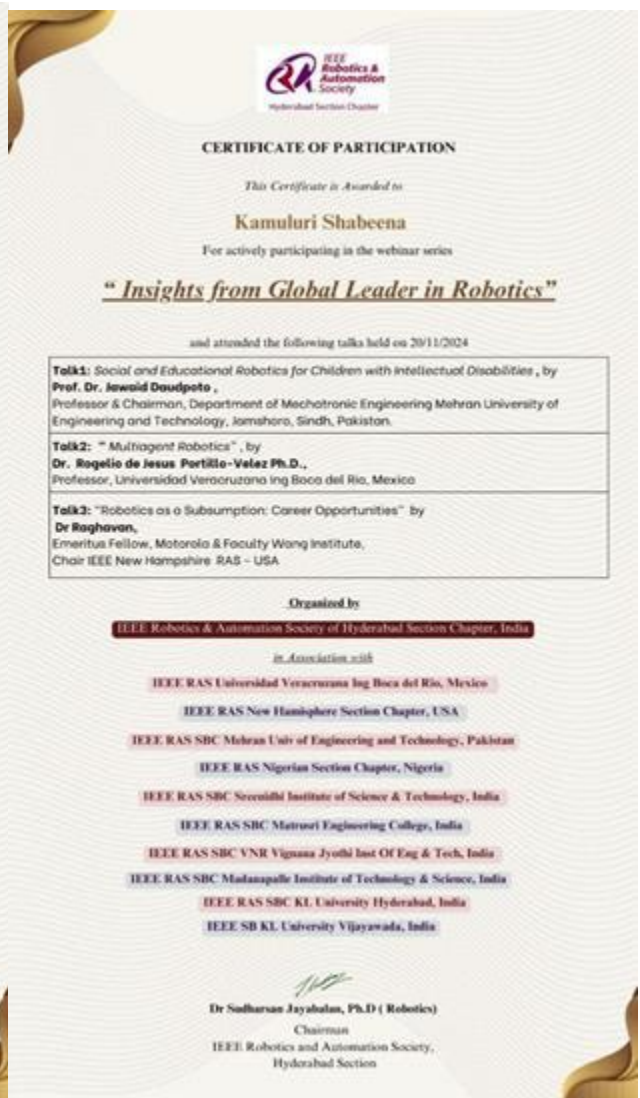 IEEE
Robotics &
Automation
Society
Hyderabad Section Chapter
CERTIFICATE OF PARTICIPATION
This Certificate is Awarded to
Kamuluri Shabeena
For actively participating in the webinar series
“ Insights from Global Leader in Robotics”
and attended the following talks held on 20/11/2024
Talk1: Social and Educational Robotics for Children with Intellectual Disabilities , by
Prof. Dr. Jawaid Daudpoto ,
Professor & Chairman, Department of Mechatronic Engineering Mehran University of
Engineering and Technology, Jamshoro, Sindh, Pakistan.
Talk2: “ Multiagent Robotics” , by
Dr. Rogelio de Jesus Portillo-Velez Ph.D.,
Professor, Universidad Veracruzana Ing Boca del Rio, Mexico
Talk3: “Robotics as a Subsumption: Career Opportunities” by
Dr Raghavan,
Emeritus Fellow, Motorola & Faculty Wang Institute,
Chair IEEE New Hampshire RAS – USA
Organized by
IEEE Robotics & Automation Society of Hyderabad Section Chapter, India
in Association with
IEEE RAS Universidad Veracruzana Ing Boca del Rio, Mexico
IEEE RAS New Hamisphere Section Chapter, USA
IEEE RAS SBC Mehran Univ of Engineering and Technology, Pakistan
IEEE RAS Nigerian Section Chapter, Nigeria
IEEE RAS SBC Sreenidhi Institute of Science & Technology, India
IEEE RAS SBC Matrusri Engineering College, India
IEEE RAS SBC VNR Vignana Jyothi Inst Of Eng & Tech, India
IEEE RAS SBC Madanapalle Institute of Technology & Science, India
IEEE RAS SBC KL University Hyderabad, India
IEEE SB KL University Vijayawada, India
Dr Sudharsan Jayabalan, Ph.D ( Robotics)
Chairman
IEEE Robotics and Automation Society,
Hyderabad Section